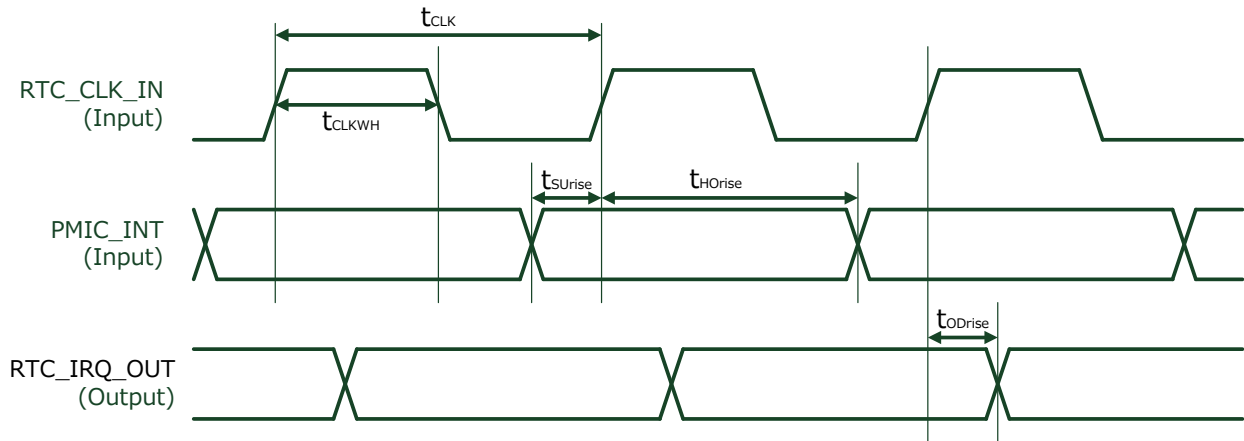 tCLK
RTC_CLK_IN
(Input)
tCLKWH
tSUrise
tHOrise
PMIC_INT
(Input)
tODrise
RTC_IRQ_OUT
(Output)